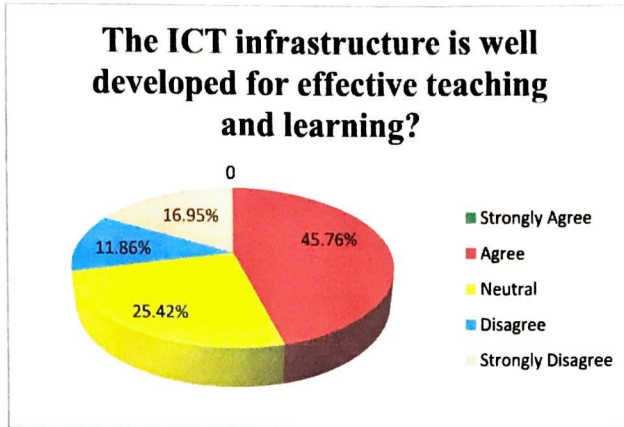 The ICT infrastructure is well
developed for effective teaching
and learning?
0
16.95%
45.76%
11.86%
25.42%
Strongly Agree
Agree
Neutral
Disagree
Strongly Disagree